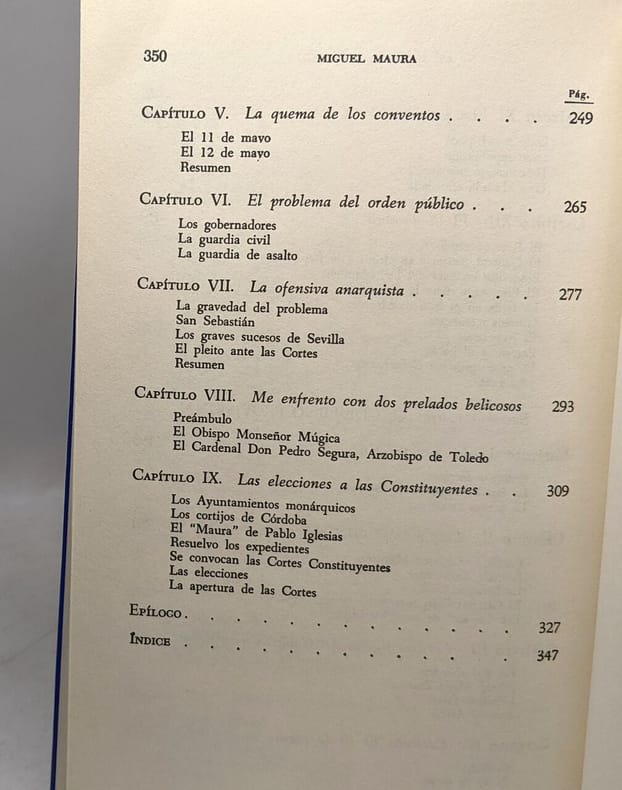 350 MIGUEL MAURA
Pág.
CAPÍTULO V. La quema de los conventos . . . . 249
El 11 de mayo
El 12 de mayo
Resumen
CAPÍTULO VI. El problema del orden público . . . 265
Los gobernadores
La guardia civil
La guardia de asalto
CAPÍTULO VII. La ofensiva anarquista . . . . . 277
La gravedad del problema
San Sebastián
Los graves sucesos de Sevilla
El pleito ante las Cortes
Resumen
CAPÍTULO VIII. Me enfrento con dos prelados belicosos 293
Preámbulo
El Obispo Monseñor Múgica
El Cardenal Don Pedro Segura, Arzobispo de Toledo
CAPÍTULO IX. Las elecciones a las Constituyentes . . 309
Los Ayuntamientos monárquicos
Los cortijos de Córdoba
El "Maura" de Pablo Iglesias
Resuelvo los expedientes
Se convocan las Cortes Constituyentes
Las elecciones
La apertura de las Cortes
EPÍLOGO . . . . . . . . . . . . . 327
ÍNDICE . . . . . . . . . . . . 347